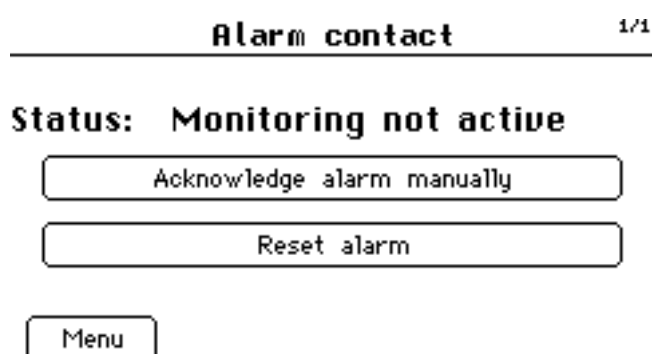 Alarm contact 1/1
Status: Monitoring not active
Acknowledge alarm manually
Reset alarm
Menu